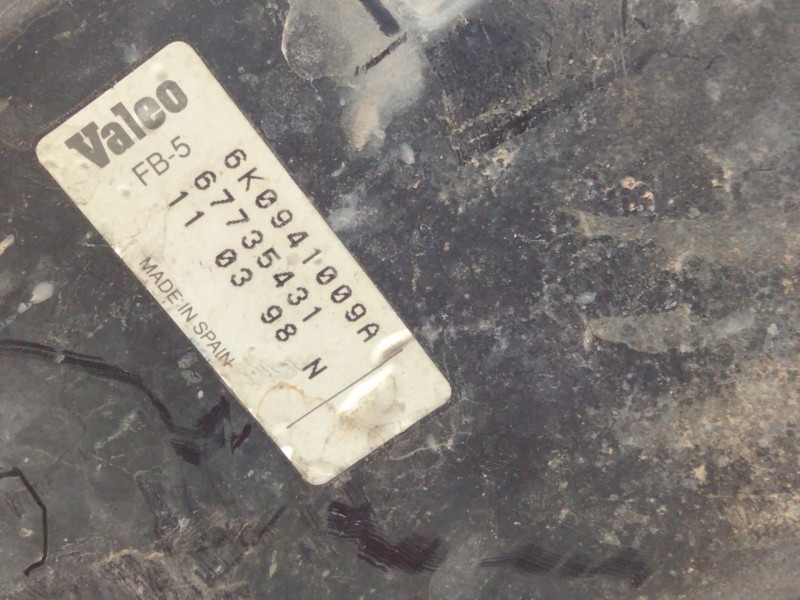 Valeo
FB-5
6K0941009A
67735431
11 03 98 N
MADE IN SPAIN